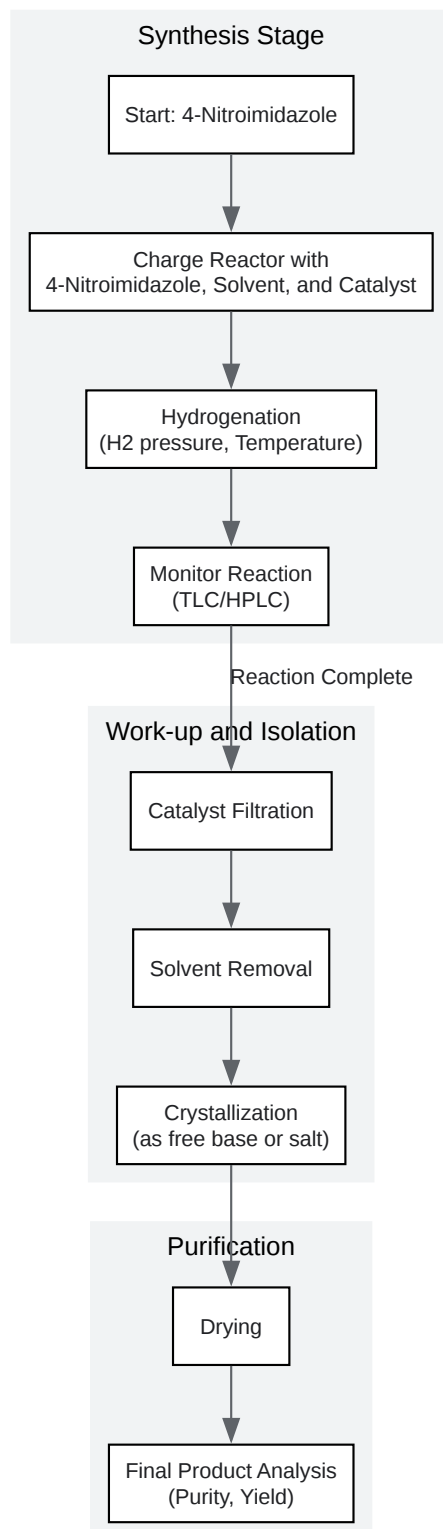 Synthesis Stage
Start: 4-Nitroimidazole
Charge Reactor with
4-Nitroimidazole, Solvent, and Catalyst
Hydrogenation
(H2 pressure, Temperature)
Monitor Reaction
(TLC/HPLC)
Reaction Complete
Work-up and Isolation
Catalyst Filtration
Solvent Removal
Crystallization
(as free base or salt)
Purification
Drying
Final Product Analysis
(Purity, Yield)